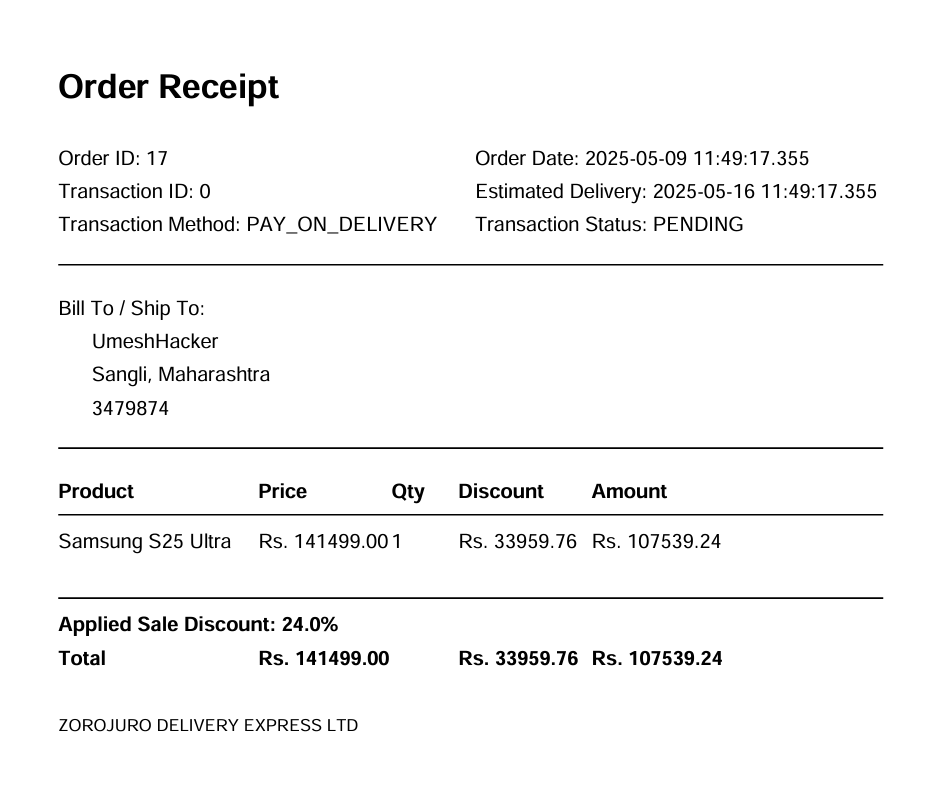 Order Receipt
Order ID: 17 Order Date: 2025-05-09 11:49:17.355
Transaction ID: 0 Estimated Delivery: 2025-05-16 11:49:17.355
Transaction Method: PAY_ON_DELIVERY Transaction Status: PENDING
Bill To / Ship To:
UmeshHacker
Sangli, Maharashtra
3479874
Product Price Qty Discount Amount
Samsung S25 Ultra Rs. 141499.00 1 Rs. 33959.76 Rs. 107539.24
Applied Sale Discount: 24.0%
Total Rs. 141499.00 Rs. 33959.76 Rs. 107539.24
ZOROJURO DELIVERY EXPRESS LTD